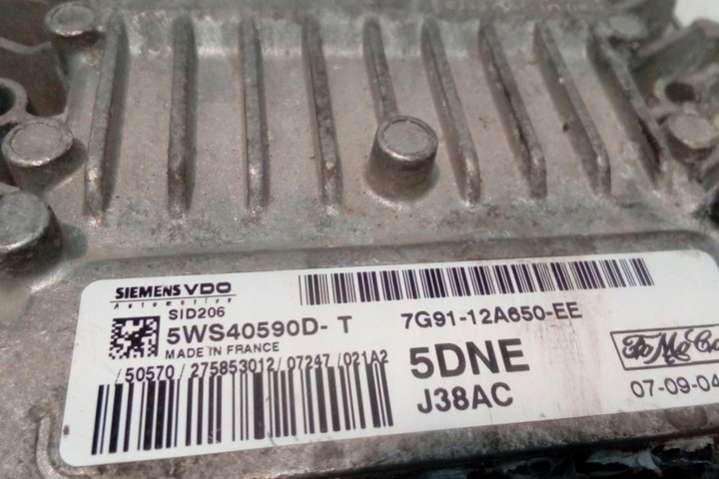 SIEMENS VDO
Automotive
SID206
5WS40590D- T
MADE IN FRANCE
/50570/275853012/07247/021A2
7G91-12A650-EE
5DNE
J38AC
FoMoCo
07-09-04